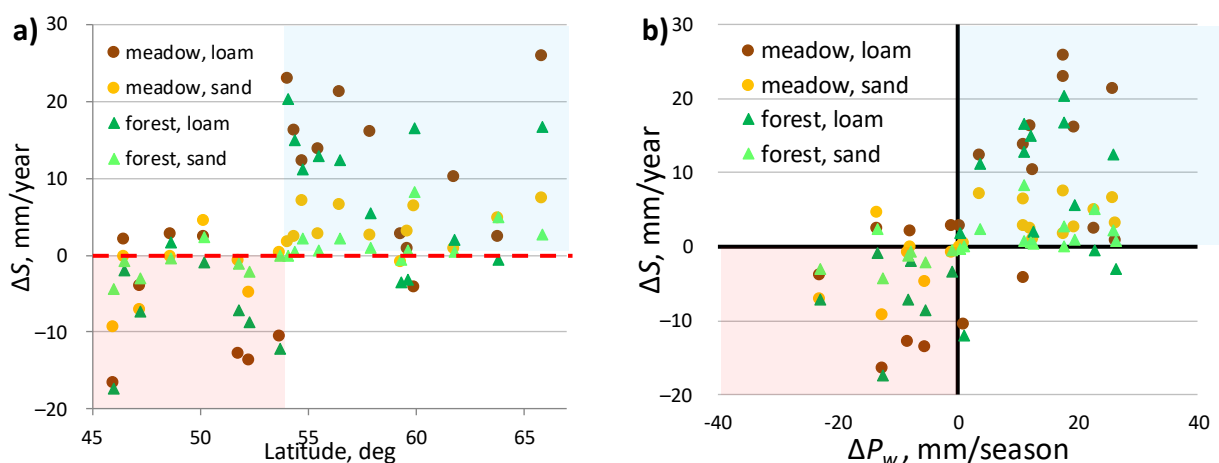 a)
ΔS, mm/year
30
20
10
0
−10
−20
meadow, loam
meadow, sand
forest, loam
forest, sand
45
50
55
60
65
Latitude, deg
b)
ΔS, mm/year
30
20
10
0
−10
−20
meadow, loam
meadow, sand
forest, loam
forest, sand
-40
-20
0
20
40
ΔPw, mm/season